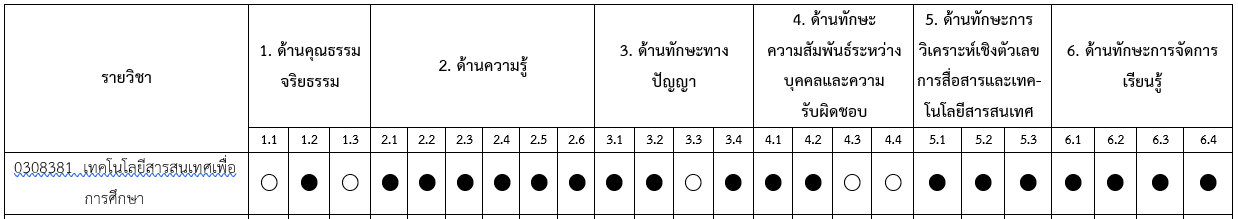 รายวิชา
1. ด้านคุณธรรม
จริยธรรม
2. ด้านความรู้
3. ด้านทักษะทาง
ปัญญา
4. ด้านทักษะ
ความสัมพันธ์ระหว่าง
บุคคลและความ
รับผิดชอบ
5. ด้านทักษะการ
วิเคราะห์เชิงตัวเลข
การสื่อสารและเทค-
โนโลยีสารสนเทศ
6. ด้านทักษะการจัดการ
เรียนรู้
1.1 1.2 1.3 2.1 2.2 2.3 2.4 2.5 2.6 3.1 3.2 3.3 3.4 4.1 4.2 4.3 4.4 5.1 5.2 5.3 6.1 6.2 6.3 6.4
0308381 เทคโนโลยีสารสนเทศเพื่อ
การศึกษา
○ ● ○ ● ● ● ● ● ● ● ● ○ ● ● ● ○ ○ ● ● ● ● ● ● ●